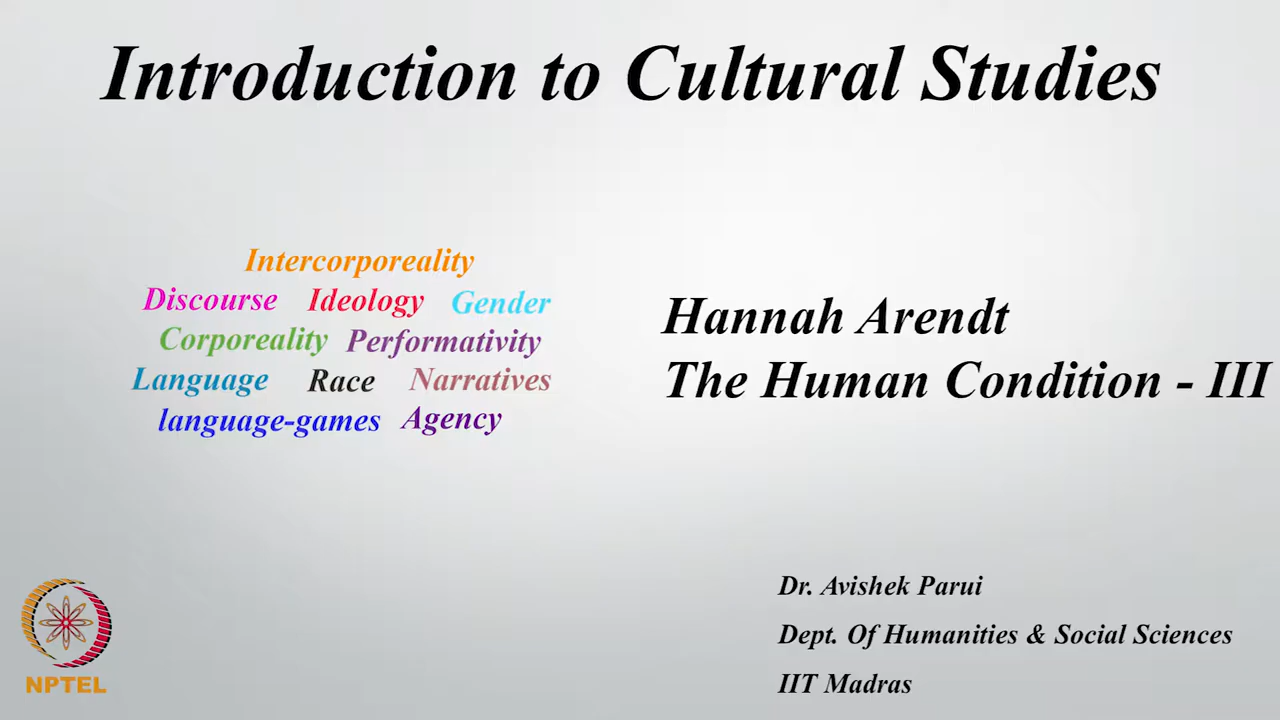 Introduction to Cultural Studies
Intercorporeality
Discourse Ideology Gender
Corporeality Performativity
Language Race Narratives
language-games Agency
Hannah Arendt
The Human Condition - III
Dr. Avishek Parui
Dept. Of Humanities & Social Sciences
IIT Madras
NPTEL